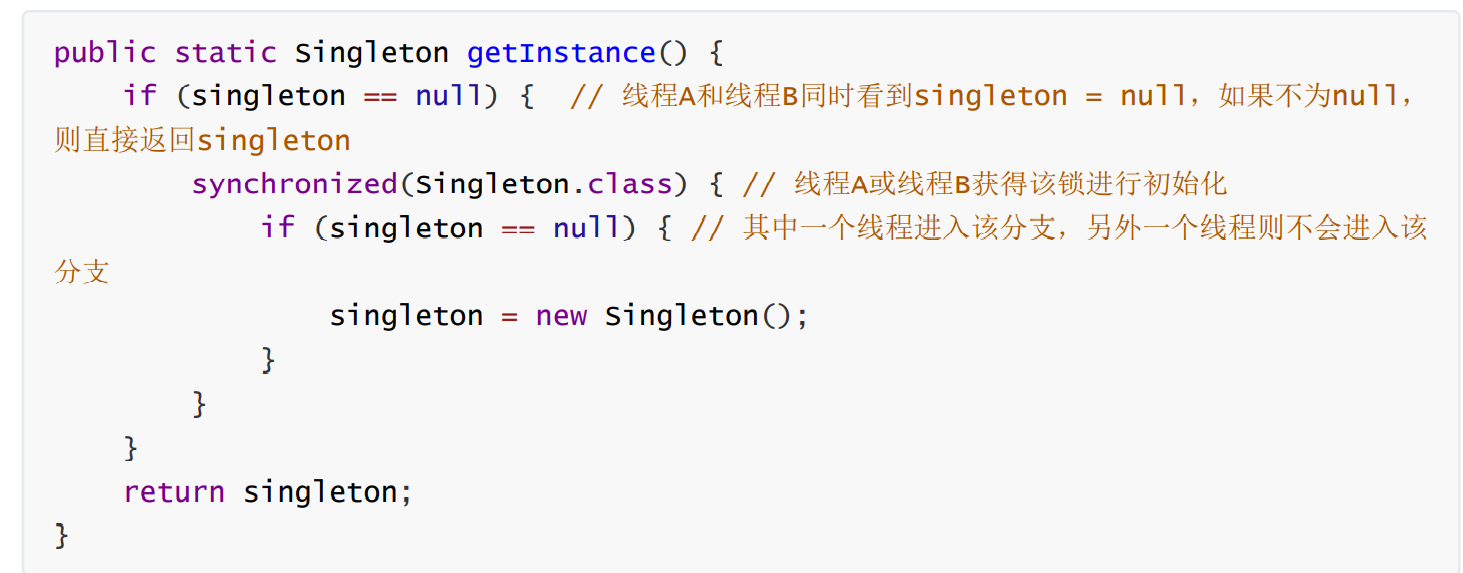 public static Singleton getInstance() {
    if (singleton == null) {  // 线程A和线程B同时看到singleton = null，如果不为null，
则直接返回singleton
        synchronized(Singleton.class) { // 线程A或线程B获得该锁进行初始化
            if (singleton == null) { // 其中一个线程进入该分支，另外一个线程则不会进入该
分支
                singleton = new Singleton();
            }
        }
    }
    return singleton;
}